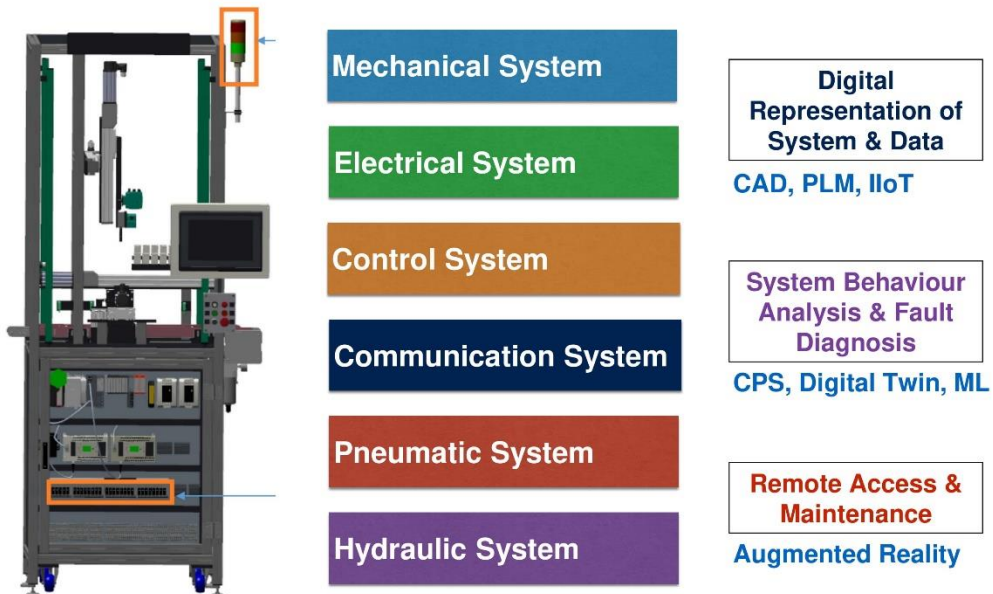 Mechanical System
Electrical System
Control System
Communication System
Pneumatic System
Hydraulic System
Digital
Representation of
System & Data
CAD, PLM, IIoT
System Behaviour
Analysis & Fault
Diagnosis
CPS, Digital Twin, ML
Remote Access &
Maintenance
Augmented Reality